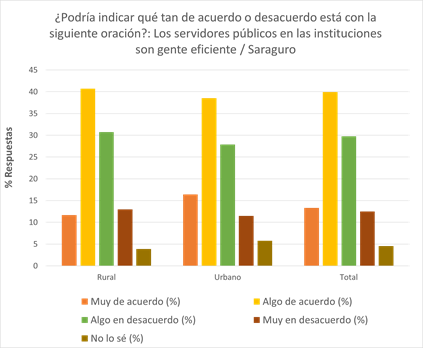 ¿Podría indicar qué tan de acuerdo o desacuerdo está con la
siguiente oración?: Los servidores públicos en las instituciones
son gente eficiente / Saraguro
% Respuestas
45
40
35
30
25
20
15
10
5
0
Rural
Urbano
Total
Muy de acuerdo (%)
Algo de acuerdo (%)
Algo en desacuerdo (%)
Muy en desacuerdo (%)
No lo sé (%)